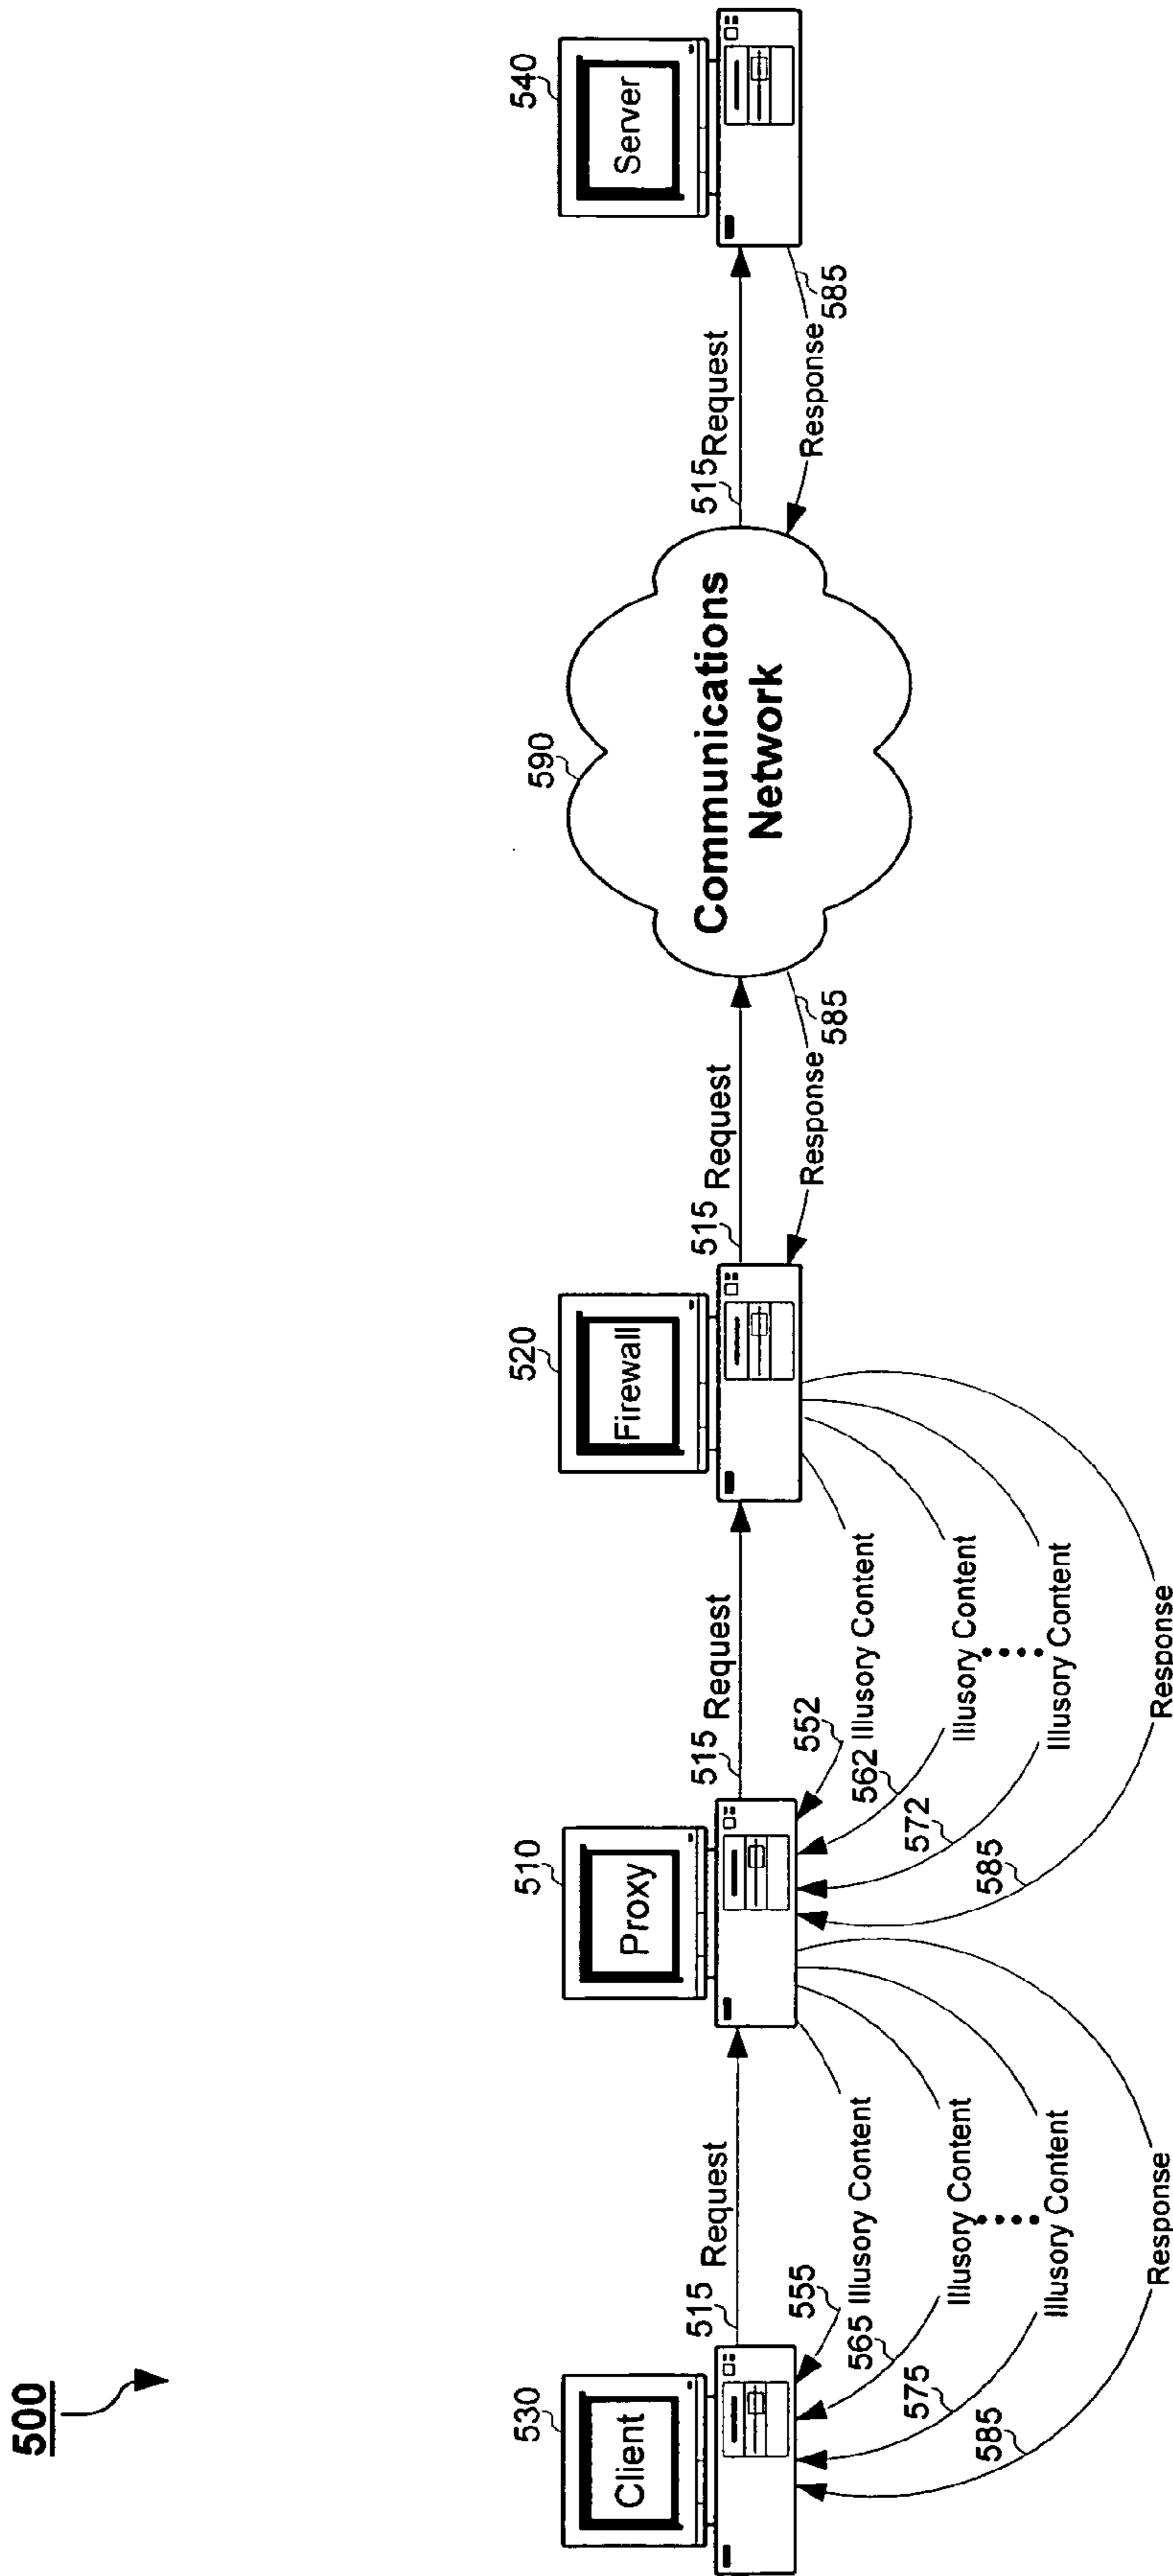 500
530
510
520
590
540
Client
Proxy
Firewall
Server
515 Request
515 Request
515 Request
515 Request
Communications
Network
555 Illusory Content
565 Illusory Content
575 Illusory Content
585 Response
552 Illusory Content
562 Illusory Content
572 Illusory Content
585 Response
Response
585
Response
585